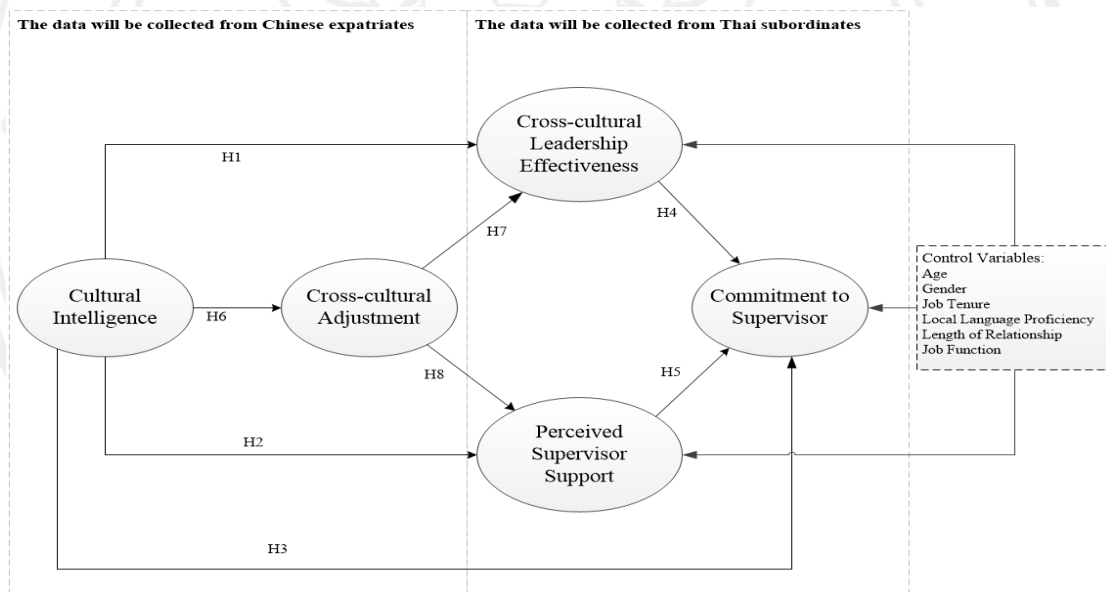 The data will be collected from Chinese expatriates
The data will be collected from Thai subordinates
Cross-cultural
Leadership
Effectiveness
H1
H4
H7
Cultural
Intelligence
H6
Cross-cultural
Adjustment
Commitment to
Supervisor
Control Variables:
Age
Gender
Job Tenure
Local Language Proficiency
Length of Relationship
Job Function
H8
H5
H2
Perceived
Supervisor
Support
H3